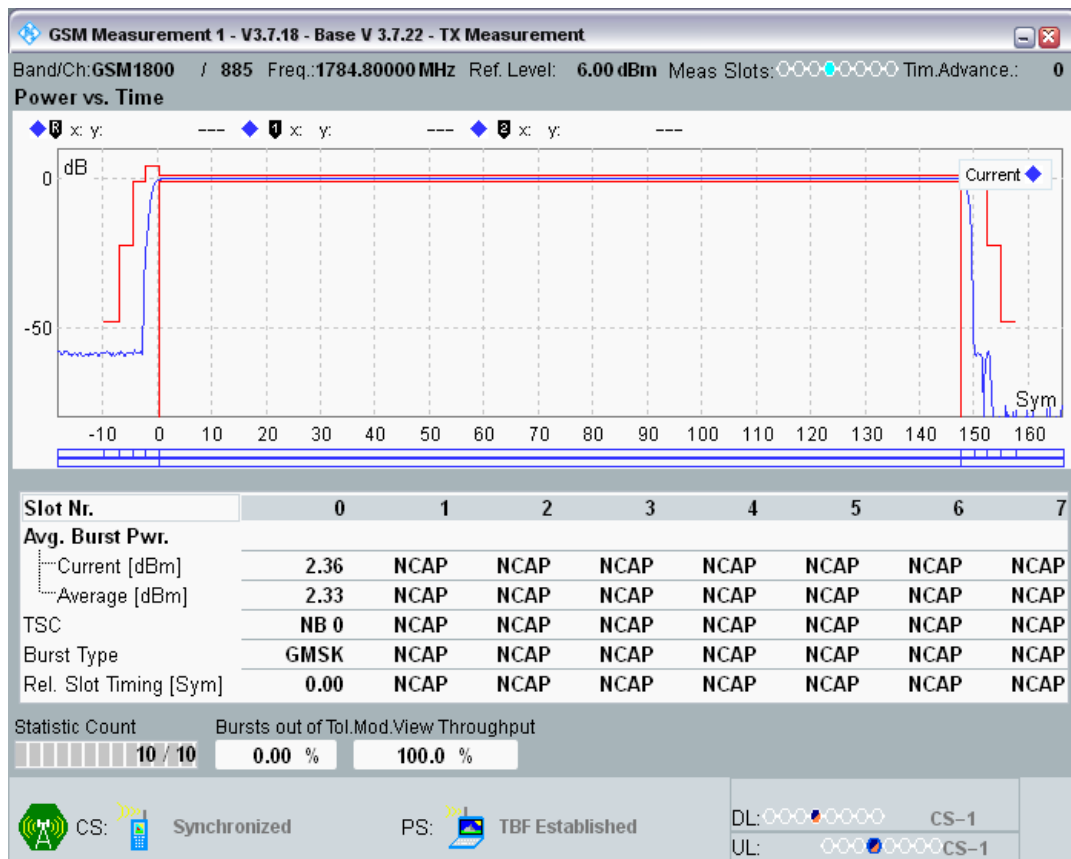 GSM Measurement 1 - V3.7.18 - Base V 3.7.22 - TX Measurement
Band/Ch:GSM1800 / 885 Freq.:1784.80000 MHz Ref. Level: 6.00 dBm Meas Slots: Tim.Advance.: 0
Power vs. Time
R x: y: --- 1 x: y: --- 2 x: y: ---
dB
0
Current
-50
Sym
-10 0 10 20 30 40 50 60 70 80 90 100 110 120 130 140 150 160
Slot Nr. 0 1 2 3 4 5 6 7
Avg. Burst Pwr.
Current [dBm] 2.36 NCAP NCAP NCAP NCAP NCAP NCAP NCAP
Average [dBm] 2.33 NCAP NCAP NCAP NCAP NCAP NCAP NCAP
TSC NB 0 NCAP NCAP NCAP NCAP NCAP NCAP NCAP
Burst Type GMSK NCAP NCAP NCAP NCAP NCAP NCAP NCAP
Rel. Slot Timing [Sym] 0.00 NCAP NCAP NCAP NCAP NCAP NCAP NCAP
Statistic Count Bursts out of Tol.Mod.View Throughput
10 / 10 0.00 % 100.0 %
CS: Synchronized PS: TBF Established
DL: CS-1
UL: CS-1